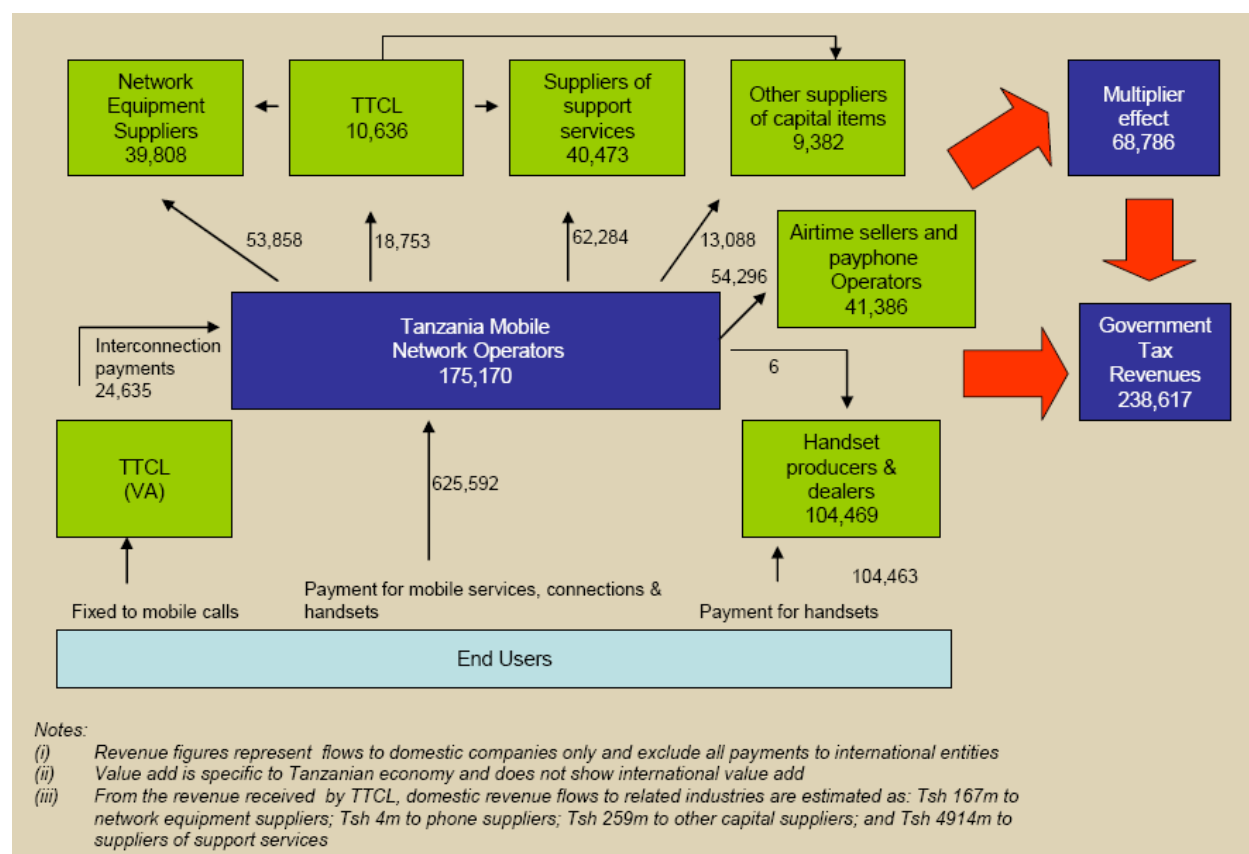 Network
Equipment
Suppliers
39,808
TTCL
10,636
Suppliers of
support
services
40,473
Other suppliers
of capital items
9,382
Multiplier
effect
68,786
53,858
18,753
62,284
13,088
54,296
Airtime sellers and
payphone
Operators
41,386
Interconnection
payments
24,635
Tanzania Mobile
Network Operators
175,170
6
Government
Tax
Revenues
238,617
TTCL
(VA)
625,592
Handset
producers &
dealers
104,469
104,463
Fixed to mobile calls
Payment for mobile services, connections &
handsets
Payment for handsets
End Users
Notes:
(i) Revenue figures represent flows to domestic companies only and exclude all payments to international entities
(ii) Value add is specific to Tanzanian economy and does not show international value add
(iii) From the revenue received by TTCL, domestic revenue flows to related industries are estimated as: Tsh 167m to
network equipment suppliers; Tsh 4m to phone suppliers; Tsh 259m to other capital suppliers; and Tsh 4914m to
suppliers of support services